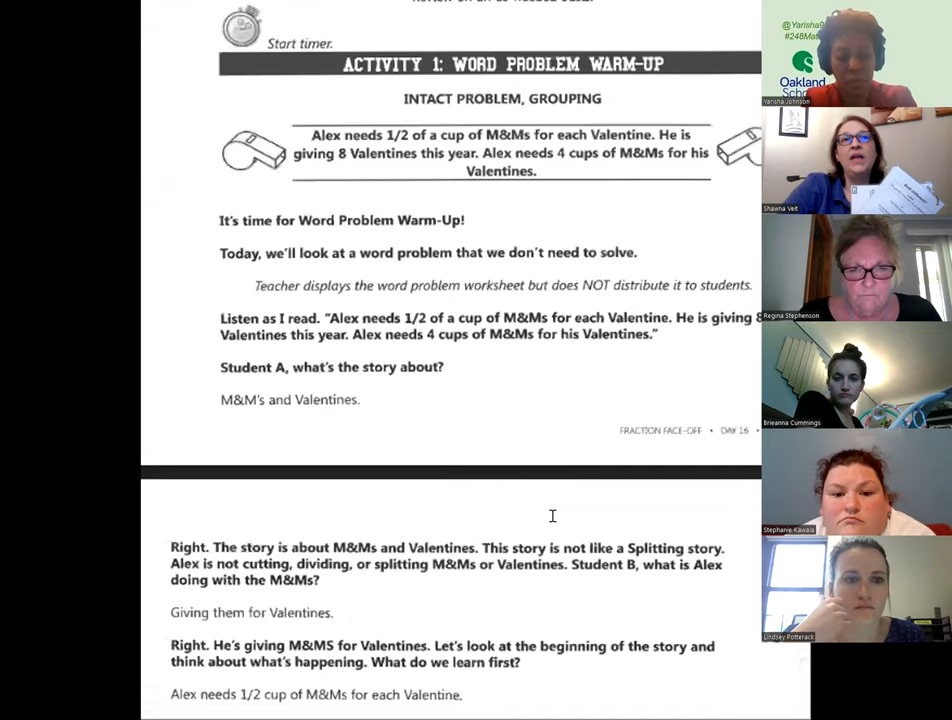 Start timer.
ACTIVITY 1: WORD PROBLEM WARM-UP
INTACT PROBLEM, GROUPING
Alex needs 1/2 of a cup of M&Ms for each Valentine. He is
giving 8 Valentines this year. Alex needs 4 cups of M&Ms for his
Valentines.
It's time for Word Problem Warm-Up!
Today, we'll look at a word problem that we don't need to solve.
Teacher displays the word problem worksheet but does NOT distribute it to students.
Listen as I read. "Alex needs 1/2 of a cup of M&Ms for each Valentine. He is giving 8
Valentines this year. Alex needs 4 cups of M&Ms for his Valentines."
Student A, what's the story about?
M&M's and Valentines.
FRACTION FACE-OFF • DAY 16 •
Right. The story is about M&Ms and Valentines. This story is not like a Splitting story.
Alex is not cutting, dividing, or splitting M&Ms or Valentines. Student B, what is Alex
doing with the M&Ms?
Giving them for Valentines.
Right. He's giving M&MS for Valentines. Let's look at the beginning of the story and
think about what's happening. What do we learn first?
Alex needs 1/2 cup of M&Ms for each Valentine.
Oakland
Yarisha Johnson
Shawna Veit
Regina Stephenson
Brieanna Cummings
Stephanie Kawala
Lindsey Potterack